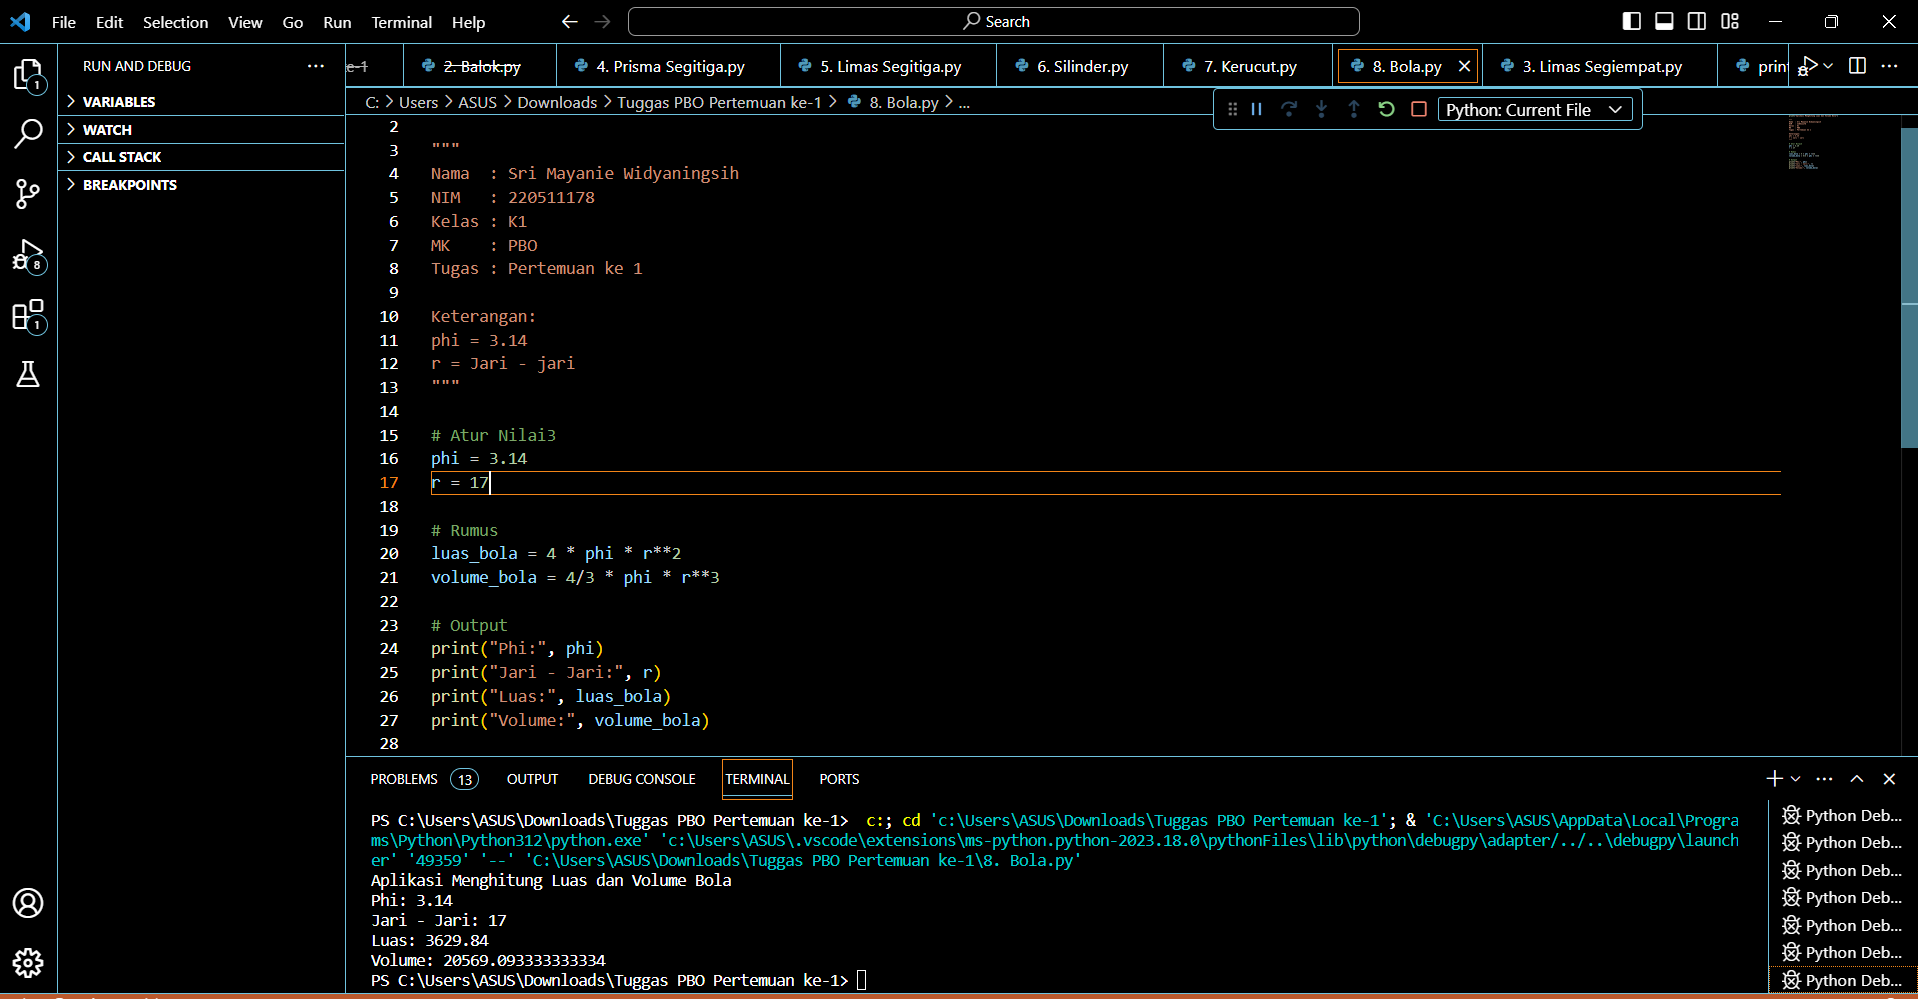 File Edit Selection View Go Run Terminal Help
Search
RUN AND DEBUG
VARIABLES
WATCH
CALL STACK
BREAKPOINTS
1
8
1
e-1
2. Balok.py
4. Prisma Segitiga.py
5. Limas Segitiga.py
6. Silinder.py
7. Kerucut.py
8. Bola.py
3. Limas Segiempat.py
prin
C: > Users > ASUS > Downloads > Tuggas PBO Pertemuan ke-1 > 8. Bola.py > ...
Python: Current File
2
3 """
4 Nama  : Sri Mayanie Widyaningsih
5 NIM   : 220511178
6 Kelas : K1
7 MK    : PBO
8 Tugas : Pertemuan ke 1
9
10 Keterangan:
11 phi = 3.14
12 r = Jari - jari
13 """
14
15 # Atur Nilai3
16 phi = 3.14
17 r = 17
18
19 # Rumus
20 luas_bola = 4 * phi * r**2
21 volume_bola = 4/3 * phi * r**3
22
23 # Output
24 print("Phi:", phi)
25 print("Jari - Jari:", r)
26 print("Luas:", luas_bola)
27 print("Volume:", volume_bola)
28
PROBLEMS 13 OUTPUT DEBUG CONSOLE TERMINAL PORTS
PS C:\Users\ASUS\Downloads\Tuggas PBO Pertemuan ke-1>  c:; cd 'c:\Users\ASUS\Downloads\Tuggas PBO Pertemuan ke-1'; & 'C:\Users\ASUS\AppData\Local\Progra
ms\Python\Python312\python.exe' 'c:\Users\ASUS\.vscode\extensions\ms-python.python-2023.18.0\pythonFiles\lib\python\debugpy\adapter/../..\debugpy\launch
er' '49359' '--' 'C:\Users\ASUS\Downloads\Tuggas PBO Pertemuan ke-1\8. Bola.py'
Aplikasi Menghitung Luas dan Volume Bola
Phi: 3.14
Jari - Jari: 17
Luas: 3629.84
Volume: 20569.093333333334
PS C:\Users\ASUS\Downloads\Tuggas PBO Pertemuan ke-1>
Python Deb...
Python Deb...
Python Deb...
Python Deb...
Python Deb...
Python Deb...
Python Deb...